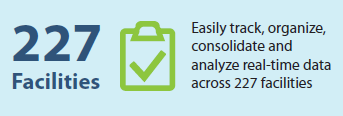 227
Facilities
Easily track, organize,
consolidate and
analyze real-time data
across 227 facilities